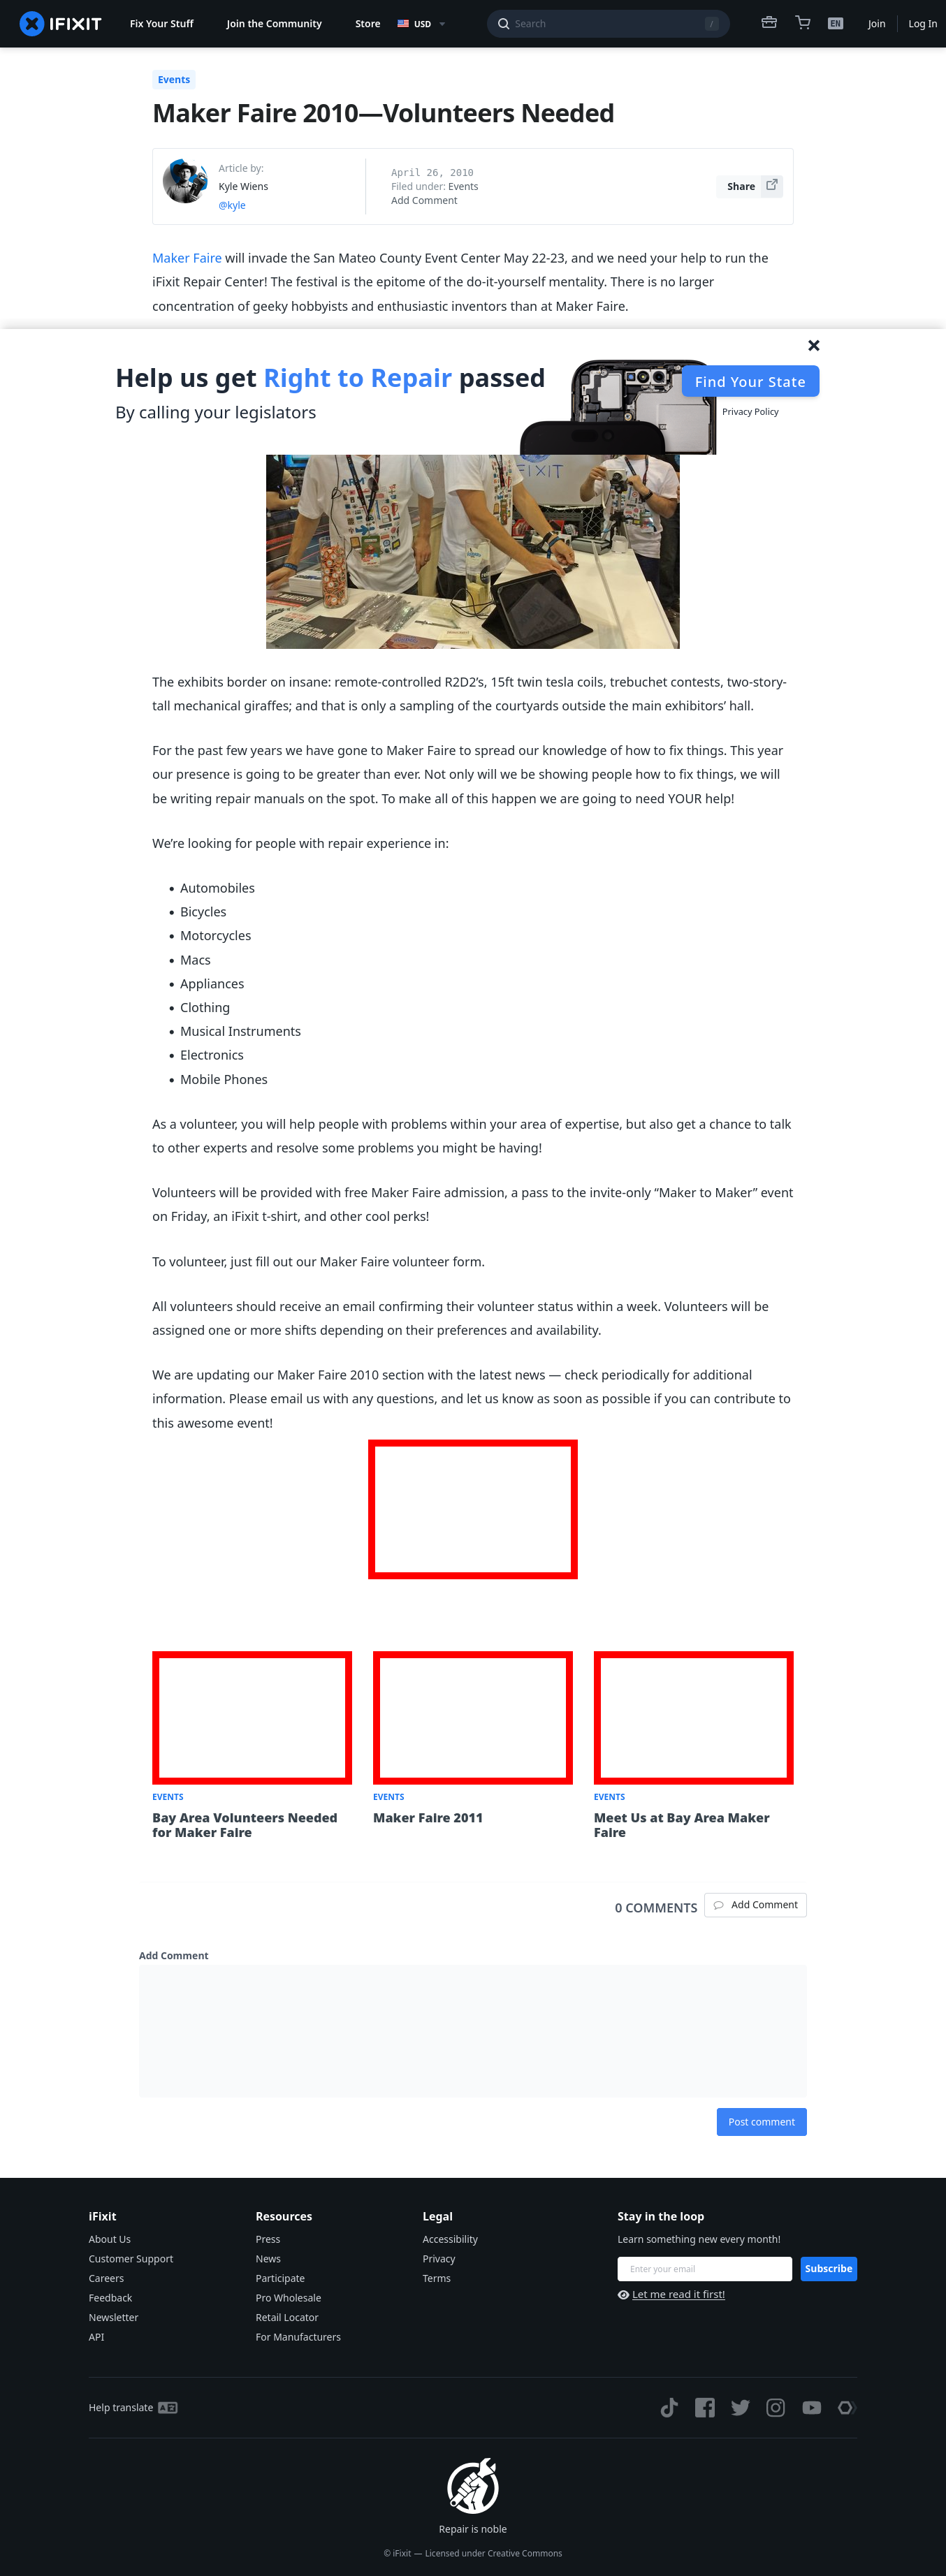 IFIXIT
Fix Your Stuff
Join the Community
Store
USD
Search
/
EN
Join
Log In
Events
Maker Faire 2010—Volunteers Needed
Article by:
Kyle Wiens
@kyle
April 26, 2010
Filed under: Events
Add Comment
Share
Maker Faire will invade the San Mateo County Event Center May 22-23, and we need your help to run the
iFixit Repair Center! The festival is the epitome of the do-it-yourself mentality. There is no larger
concentration of geeky hobbyists and enthusiastic inventors than at Maker Faire.
Help us get Right to Repair passed
By calling your legislators
Find Your State
Privacy Policy
ARM
IFIXIT
The exhibits border on insane: remote-controlled R2D2’s, 15ft twin tesla coils, trebuchet contests, two-story-
tall mechanical giraffes; and that is only a sampling of the courtyards outside the main exhibitors’ hall.
For the past few years we have gone to Maker Faire to spread our knowledge of how to fix things. This year
our presence is going to be greater than ever. Not only will we be showing people how to fix things, we will
be writing repair manuals on the spot. To make all of this happen we are going to need YOUR help!
We’re looking for people with repair experience in:
• Automobiles
• Bicycles
• Motorcycles
• Macs
• Appliances
• Clothing
• Musical Instruments
• Electronics
• Mobile Phones
As a volunteer, you will help people with problems within your area of expertise, but also get a chance to talk
to other experts and resolve some problems you might be having!
Volunteers will be provided with free Maker Faire admission, a pass to the invite-only “Maker to Maker” event
on Friday, an iFixit t-shirt, and other cool perks!
To volunteer, just fill out our Maker Faire volunteer form.
All volunteers should receive an email confirming their volunteer status within a week. Volunteers will be
assigned one or more shifts depending on their preferences and availability.
We are updating our Maker Faire 2010 section with the latest news — check periodically for additional
information. Please email us with any questions, and let us know as soon as possible if you can contribute to
this awesome event!
EVENTS
Bay Area Volunteers Needed
for Maker Faire
EVENTS
Maker Faire 2011
EVENTS
Meet Us at Bay Area Maker
Faire
0 COMMENTS
Add Comment
Add Comment
Post comment
iFixit
About Us
Customer Support
Careers
Feedback
Newsletter
API
Resources
Press
News
Participate
Pro Wholesale
Retail Locator
For Manufacturers
Legal
Accessibility
Privacy
Terms
Stay in the loop
Learn something new every month!
Enter your email
Subscribe
Let me read it first!
Help translate
Repair is noble
© iFixit — Licensed under Creative Commons